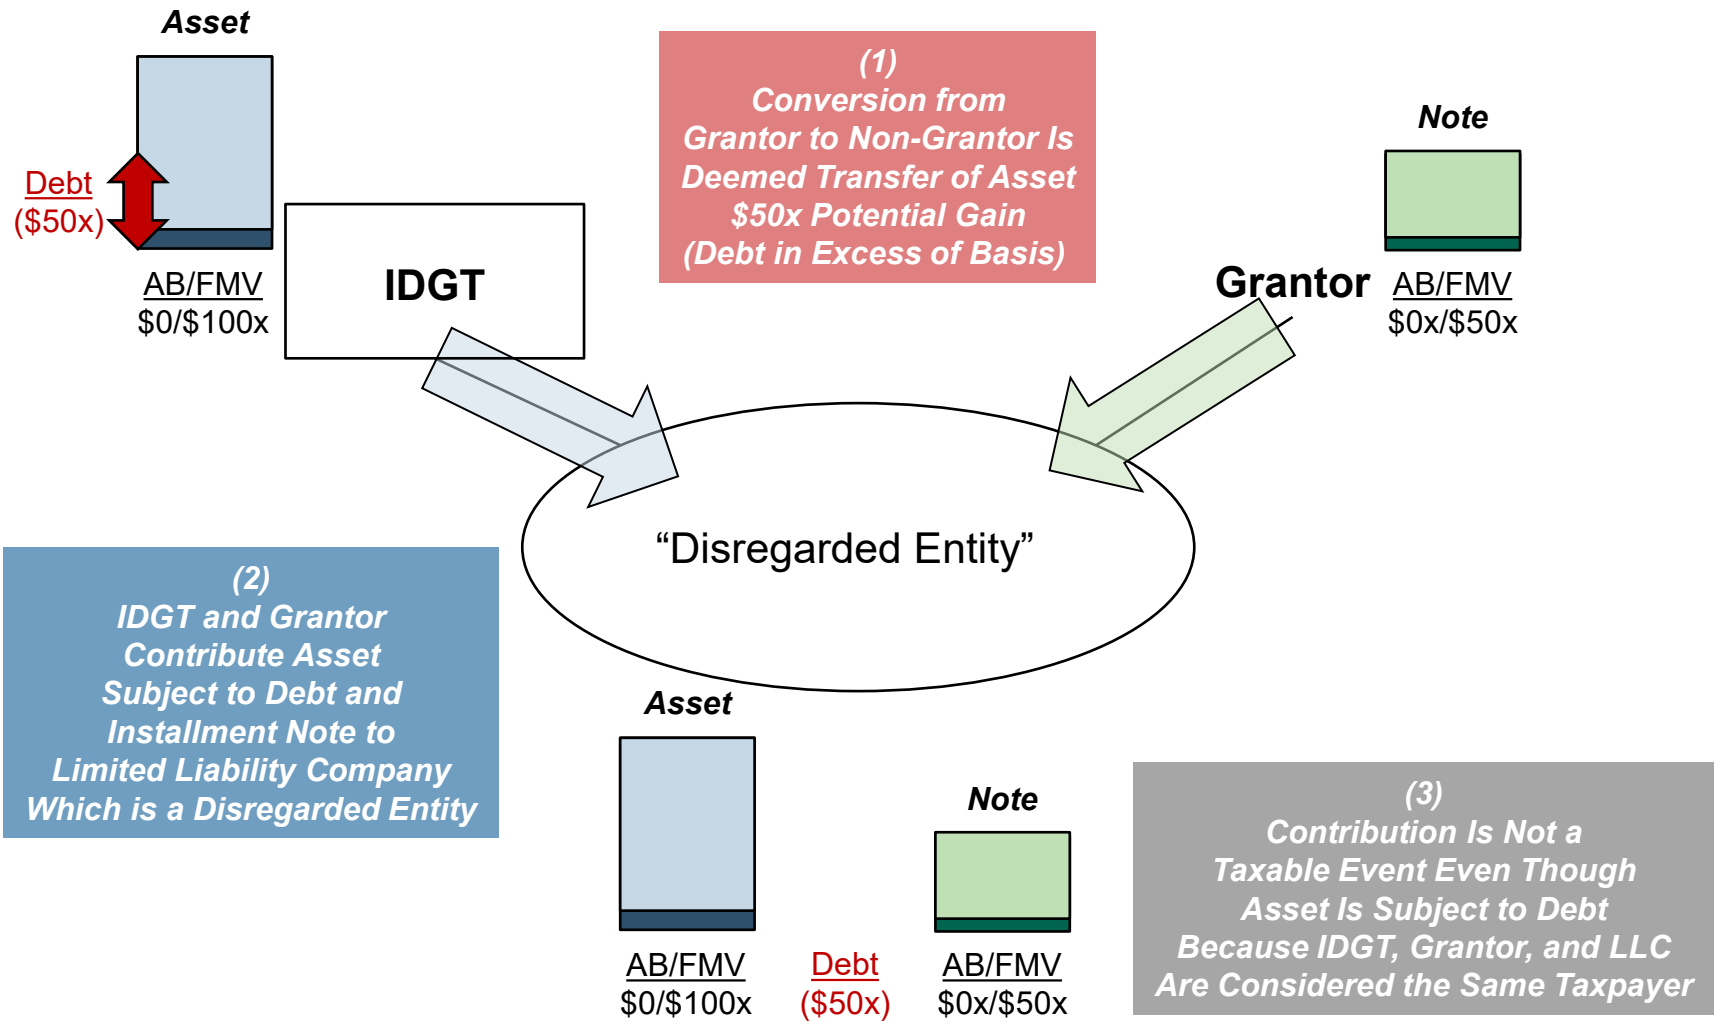 Asset
Debt
($50x)
AB/FMV
$0/$100x
IDGT
(1)
Conversion from
Grantor to Non-Grantor Is
Deemed Transfer of Asset
$50x Potential Gain
(Debt in Excess of Basis)
Note
Grantor
AB/FMV
$0x/$50x
“Disregarded Entity”
(2)
IDGT and Grantor
Contribute Asset
Subject to Debt and
Installment Note to
Limited Liability Company
Which is a Disregarded Entity
Asset
AB/FMV
$0/$100x
Debt
($50x)
Note
AB/FMV
$0x/$50x
(3)
Contribution Is Not a
Taxable Event Even Though
Asset Is Subject to Debt
Because IDGT, Grantor, and LLC
Are Considered the Same Taxpayer